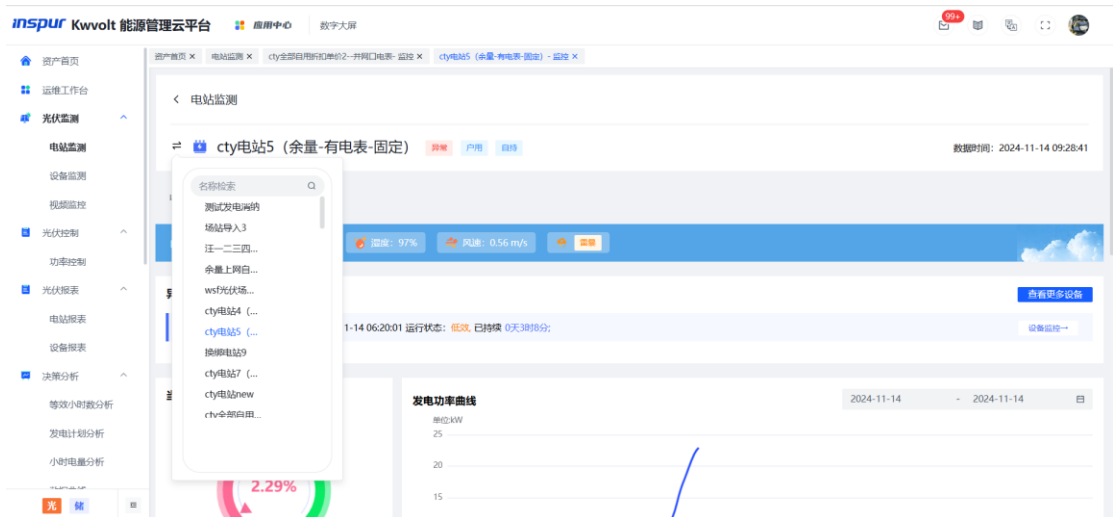 inspur Kwvolt 能源管理云平台 应用中心 数字大屏 99+
资产首页
运维工作台
光伏监测
电站监测
设备监测
视频监控
光伏控制
功率控制
光伏报表
电站报表
设备报表
决策分析
等效小时数分析
发电计划分析
小时电量分析
光 储
资产首页 × 电站监测 × cty全部自用折扣单价2--并网口电表- 监控 × cty电站5（余量-有电表-固定）- 监控 ×
电站监测
cty电站5（余量-有电表-固定） 异常 户用 自持 数据时间：2024-11-14 09:28:41
名称检索
测试发电消纳
场站导入3
汪一二三四...
余量上网自...
wsf光伏场...
cty电站4（...
cty电站5（...
换绑电站9
cty电站7（...
cty电站new
cty全部自用...
湿度：97% 风速：0.56 m/s
查看更多设备
1-14 06:20:01 运行状态：低效, 已持续 0天3时8分;
设备监控→
2.29%
发电功率曲线 2024-11-14 - 2024-11-14
单位:kW
25
20
15